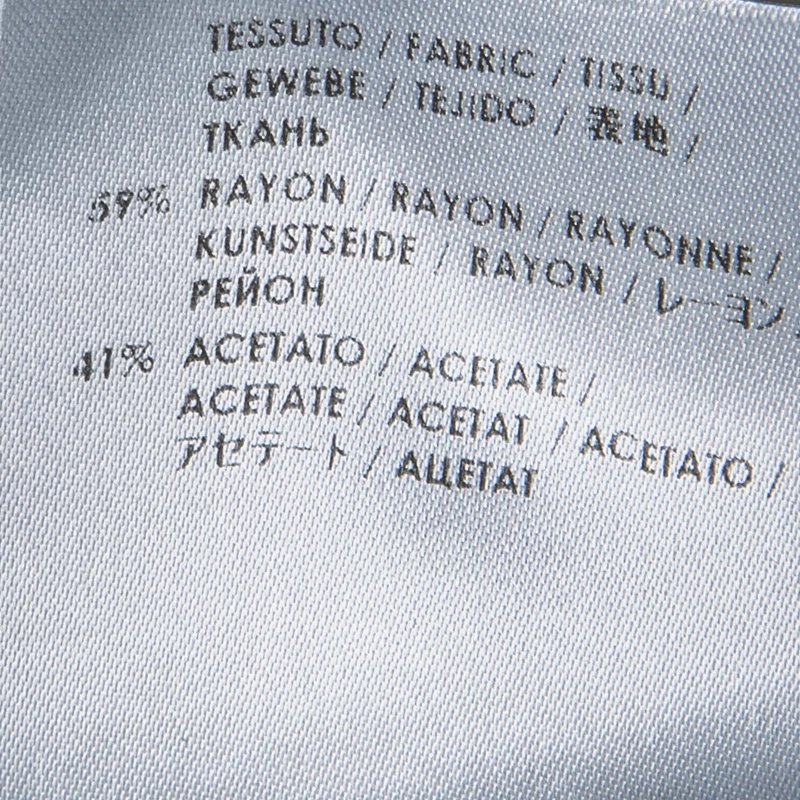 TESSUTO / FABRIC / TISSU /
GEWEBE / TEJIDO / 表地 /
ТКАНЬ
59% RAYON / RAYON / RAYONNE /
KUNSTSEIDE / RAYON / レーヨン /
РЕЙОН
41% ACETATO / ACETATE /
ACETATE / ACETAT / ACETATO /
アセテート / АЦЕТАТ